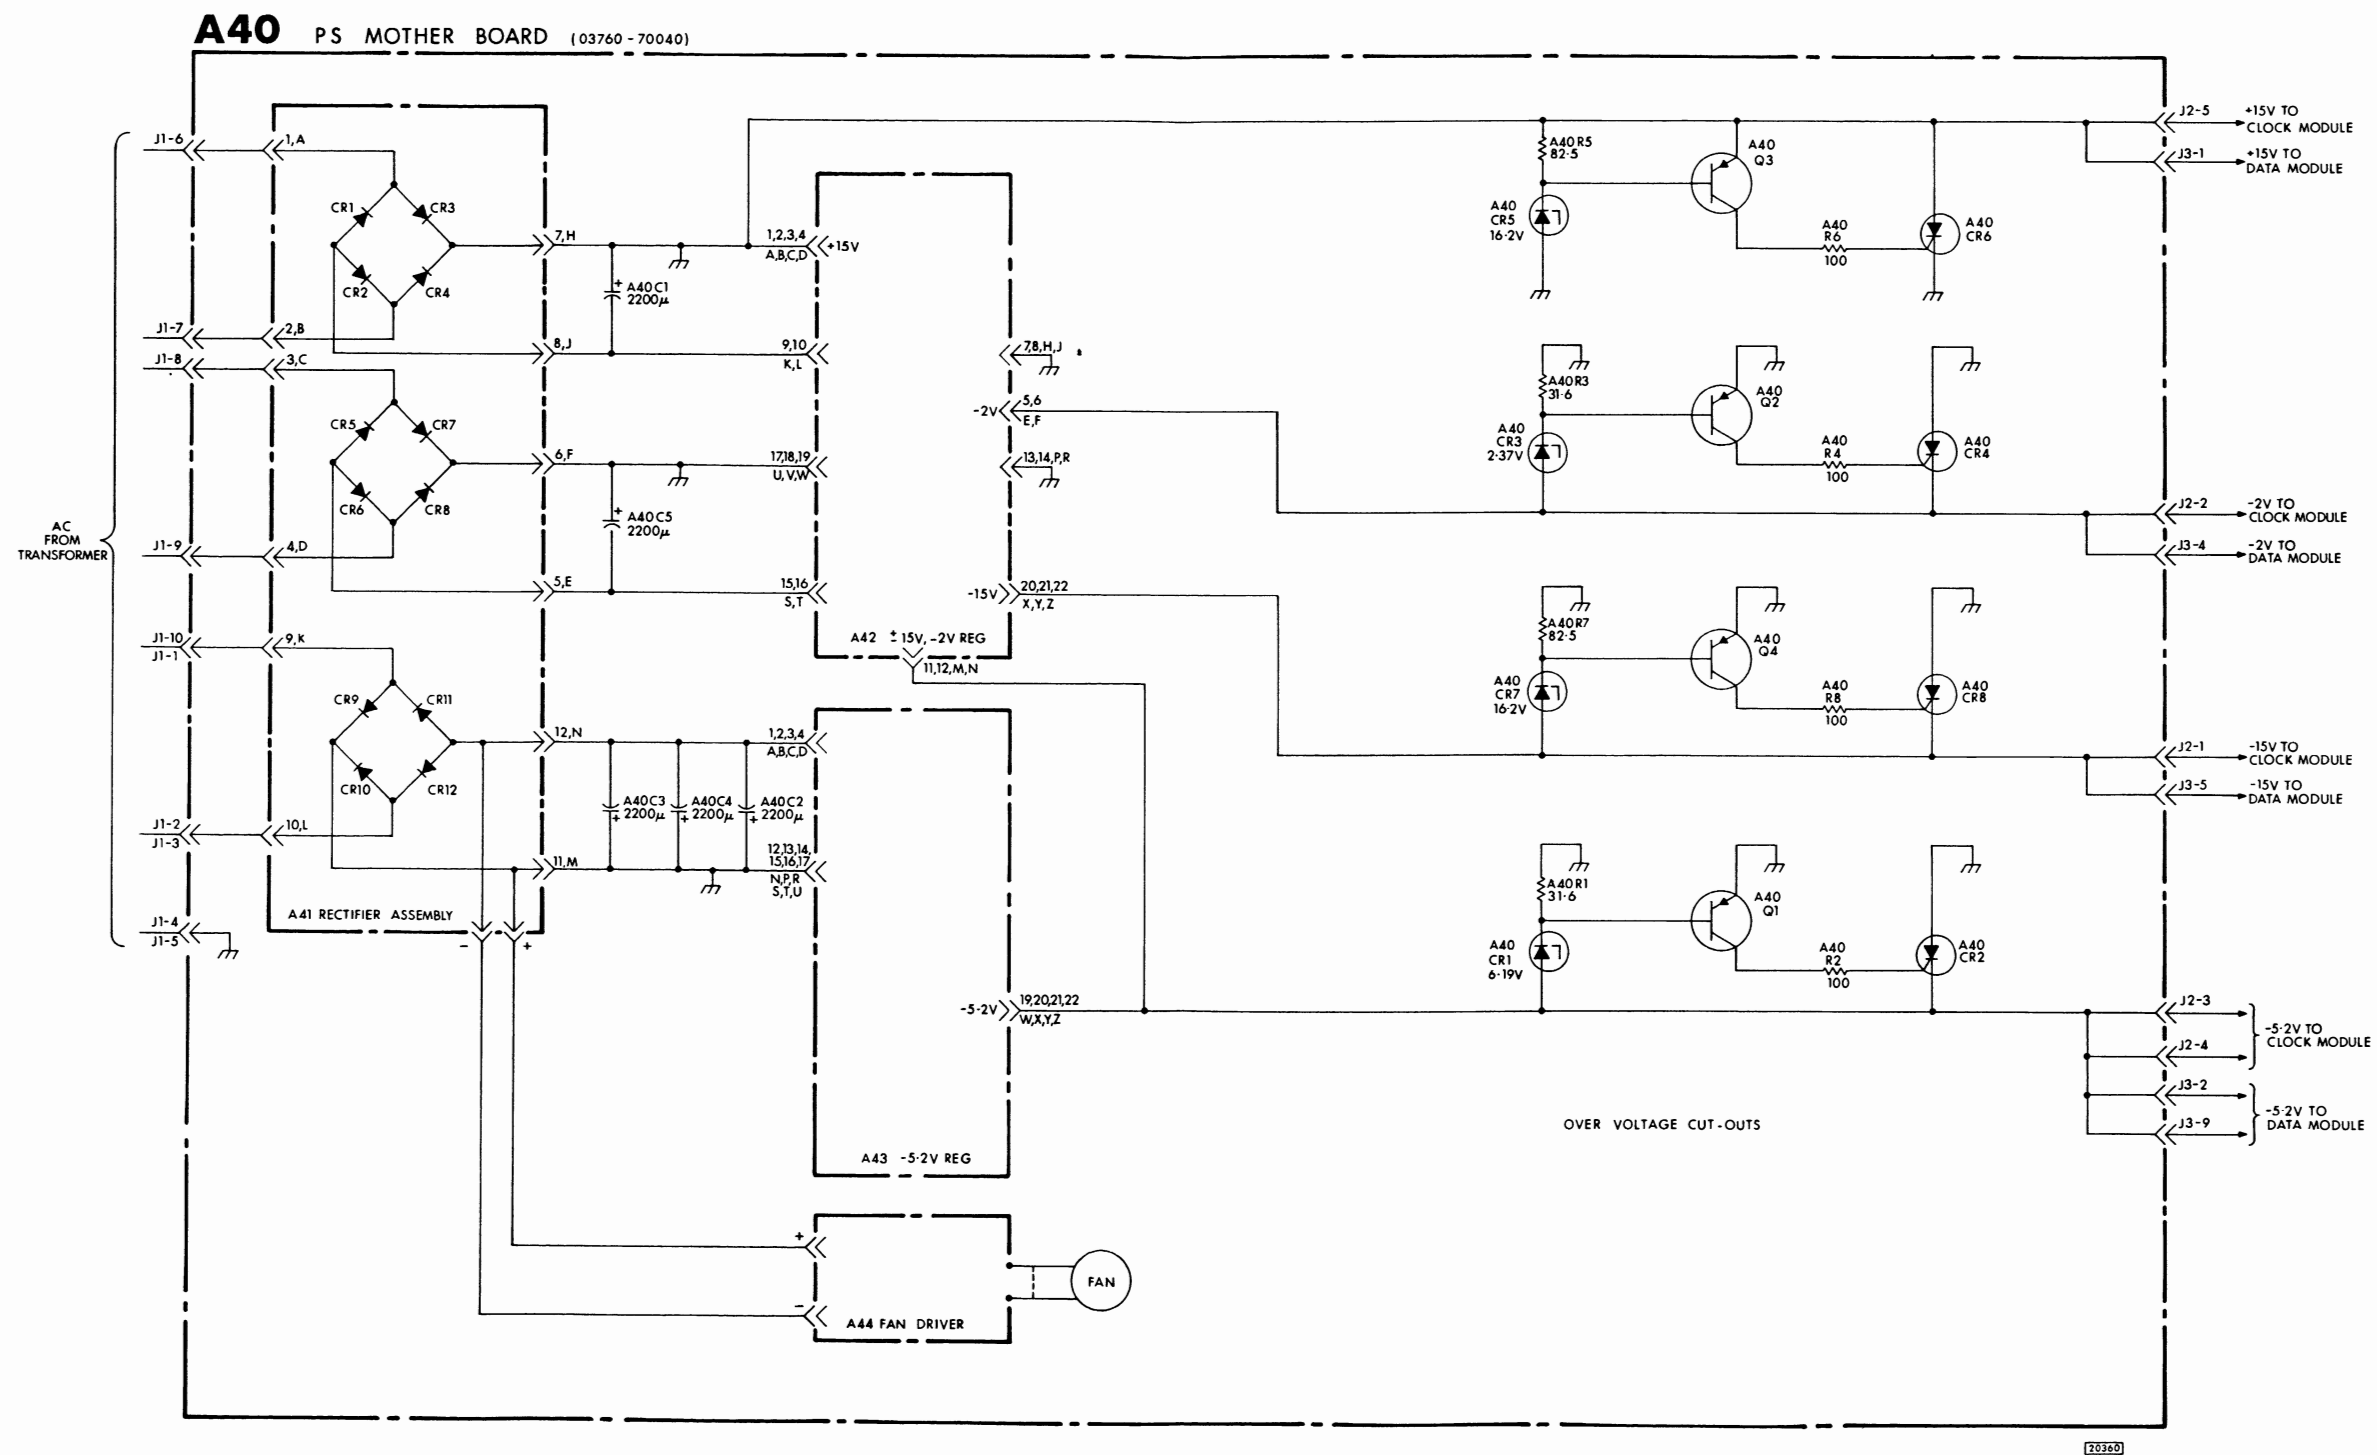 A40 PS MOTHER BOARD (03760-70040)
AC
FROM
TRANSFORMER
J1-6
J1-7
J1-8
J1-9
J1-10
J1-1
J1-2
J1-3
J1-4
J1-5
1,A
2,B
3,C
4,D
9,K
10,L
CR1
CR3
CR2
CR4
CR5
CR7
CR6
CR8
CR9
CR11
CR10
CR12
A41 RECTIFIER ASSEMBLY
- +
7,H
8,J
6,F
5,E
12,N
11,M
+
A40C1
2200μ
+
A40C5
2200μ
A40C3
2200μ
+
A40C4
2200μ
+
A40C2
2200μ
+
1,2,3,4
A,B,C,D
+15V
9,10
K,L
17,18,19
U,V,W
15,16
S,T
7,8,H,J
-2V
5,6
E,F
13,14,P,R
-15V
20,21,22
X,Y,Z
A42 ±15V,-2V REG
11,12,M,N
1,2,3,4
A,B,C,D
12,13,14,
15,16,17
N,P,R
S,T,U
-5·2V
19,20,21,22
W,X,Y,Z
A43 -5·2V REG
+
-
A44 FAN DRIVER
FAN
A40R5
82·5
A40
CR5
16·2V
A40
Q3
A40
R6
100
A40
CR6
A40R3
31·6
A40
CR3
2·37V
A40
Q2
A40
R4
100
A40
CR4
A40R7
82·5
A40
CR7
16·2V
A40
Q4
A40
R8
100
A40
CR8
A40R1
31·6
A40
CR1
6·19V
A40
Q1
A40
R2
100
A40
CR2
OVER VOLTAGE CUT-OUTS
J2-5
+15V TO
CLOCK MODULE
J3-1
+15V TO
DATA MODULE
J2-2
-2V TO
CLOCK MODULE
J3-4
-2V TO
DATA MODULE
J2-1
-15V TO
CLOCK MODULE
J3-5
-15V TO
DATA MODULE
J2-3
J2-4
-5·2V TO
CLOCK MODULE
J3-2
J3-9
-5·2V TO
DATA MODULE
20360